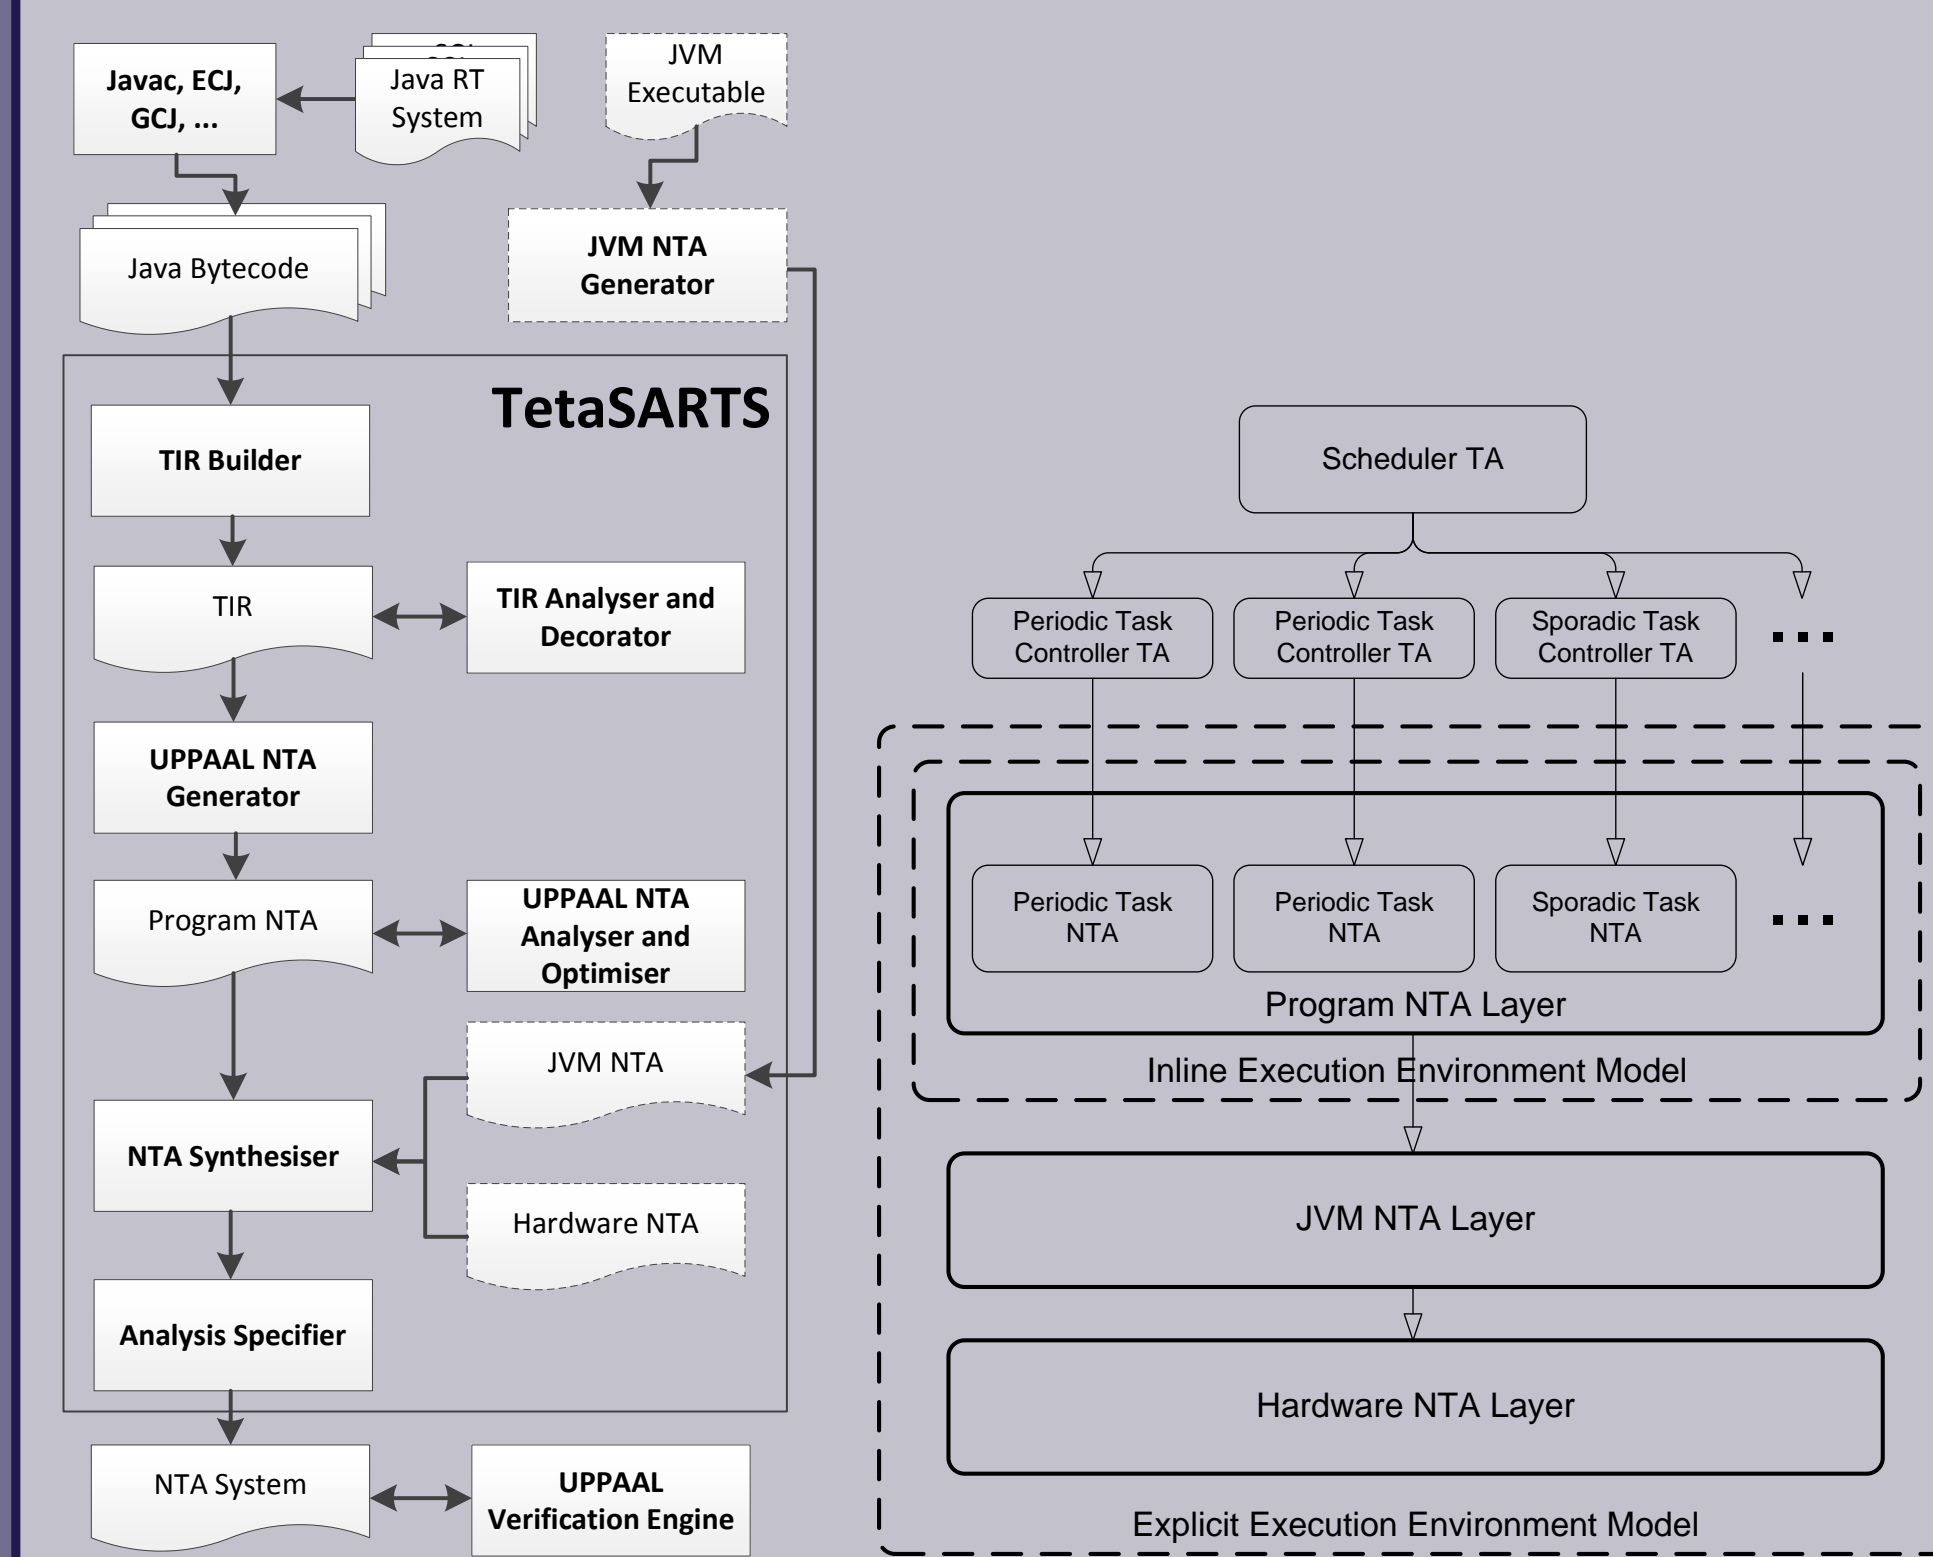 Javac, ECJ,
GCJ, ...
Java RT
System
JVM
Executable
Java Bytecode
JVM NTA
Generator
TetaSARTS
TIR Builder
TIR
TIR Analyser and
Decorator
UPPAAL NTA
Generator
Program NTA
UPPAAL NTA
Analyser and
Optimiser
JVM NTA
NTA Synthesiser
Hardware NTA
Analysis Specifier
NTA System
UPPAAL
Verification Engine
Scheduler TA
Periodic Task
Controller TA
Periodic Task
Controller TA
Sporadic Task
Controller TA
...
Periodic Task
NTA
Periodic Task
NTA
Sporadic Task
NTA
...
Program NTA Layer
Inline Execution Environment Model
JVM NTA Layer
Hardware NTA Layer
Explicit Execution Environment Model